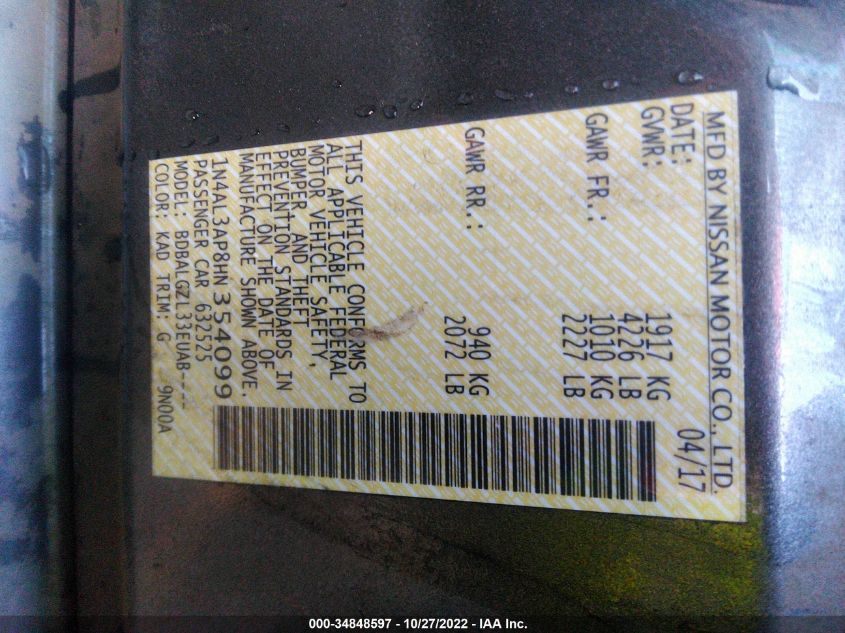 MFD BY NISSAN MOTOR CO., LTD.
DATE: 04/17
GVWR: 1917 KG
4226 LB
GAWR FR.: 1010 KG
2227 LB
GAWR RR.: 940 KG
2072 LB
THIS VEHICLE CONFORMS TO
ALL APPLICABLE FEDERAL
MOTOR VEHICLE SAFETY,
BUMPER AND THEFT
PREVENTION STANDARDS IN
EFFECT ON THE DATE OF
MANUFACTURE SHOWN ABOVE.
1N4AL3AP8HN354099
PASSENGER CAR 632525
MODEL: BDBALGZL33EUAB----
COLOR: KAD TRIM: G 9N00A
000-34848597 - 10/27/2022 - IAA Inc.